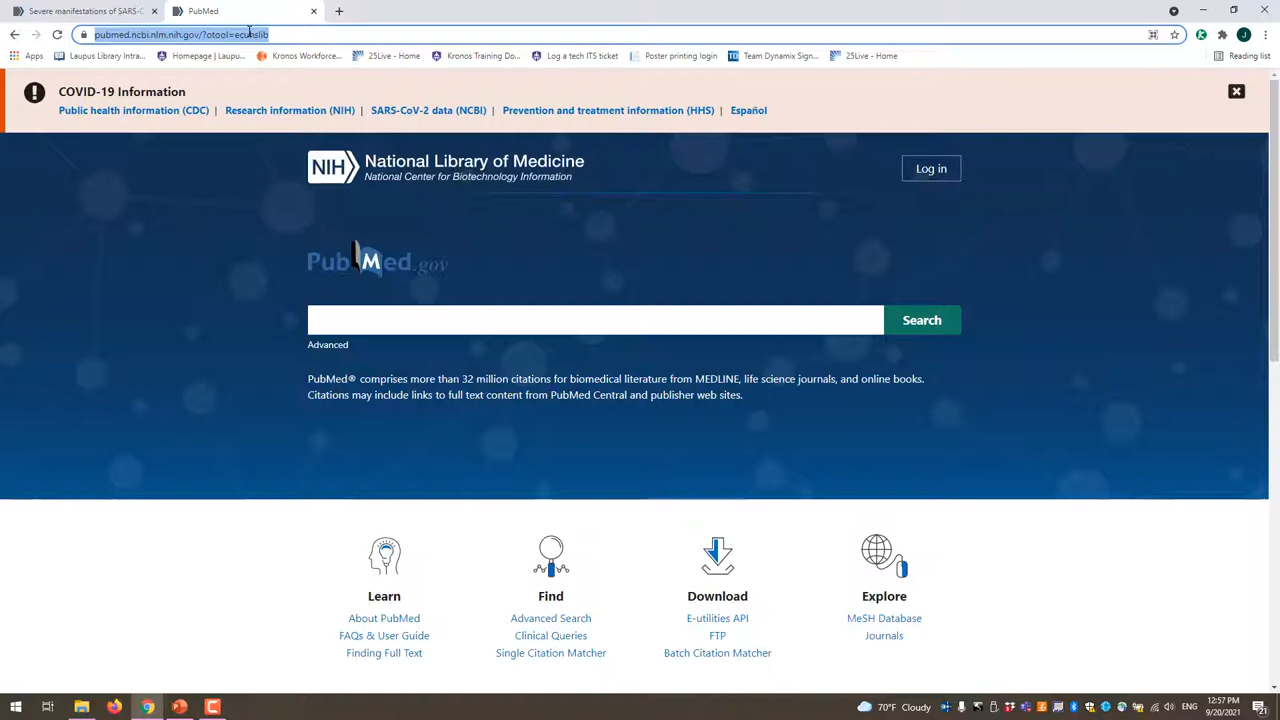 Severe manifestations of SARS-C
PubMed
pubmed.ncbi.nlm.nih.gov/?otool=ecuhslib
Apps
Laupus Library Intra...
Homepage | Laupu...
Kronos Workforce...
25Live - Home
Kronos Training Do...
Log a tech ITS ticket
Poster printing login
Team Dynamix Sign...
25Live - Home
Reading list
COVID-19 Information
Public health information (CDC) | Research information (NIH) | SARS-CoV-2 data (NCBI) | Prevention and treatment information (HHS) | Español
NIH National Library of Medicine
National Center for Biotechnology Information
Log in
PubMed.gov
Search
Advanced
PubMed® comprises more than 32 million citations for biomedical literature from MEDLINE, life science journals, and online books.
Citations may include links to full text content from PubMed Central and publisher web sites.
Learn
About PubMed
FAQs & User Guide
Finding Full Text
Find
Advanced Search
Clinical Queries
Single Citation Matcher
Download
E-utilities API
FTP
Batch Citation Matcher
Explore
MeSH Database
Journals
70°F Cloudy
12:57 PM
9/20/2021
21